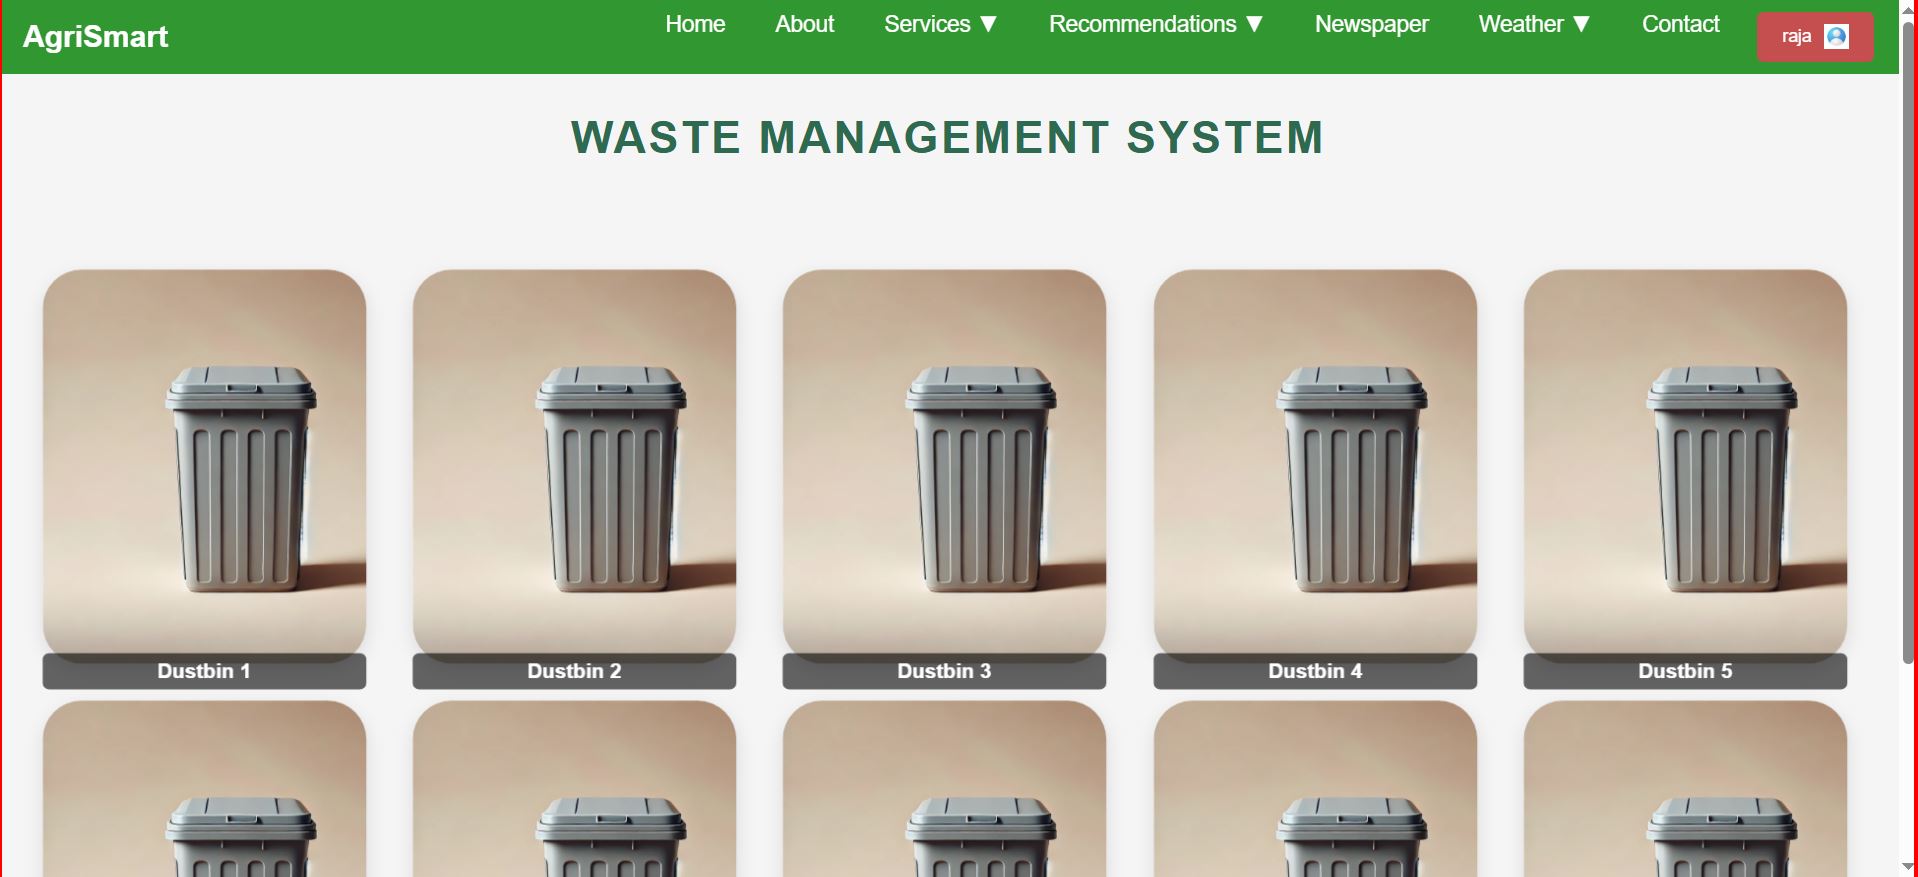 AgriSmart
Home About Services ▼ Recommendations ▼ Newspaper Weather ▼ Contact raja
WASTE MANAGEMENT SYSTEM
Dustbin 1 Dustbin 2 Dustbin 3 Dustbin 4 Dustbin 5